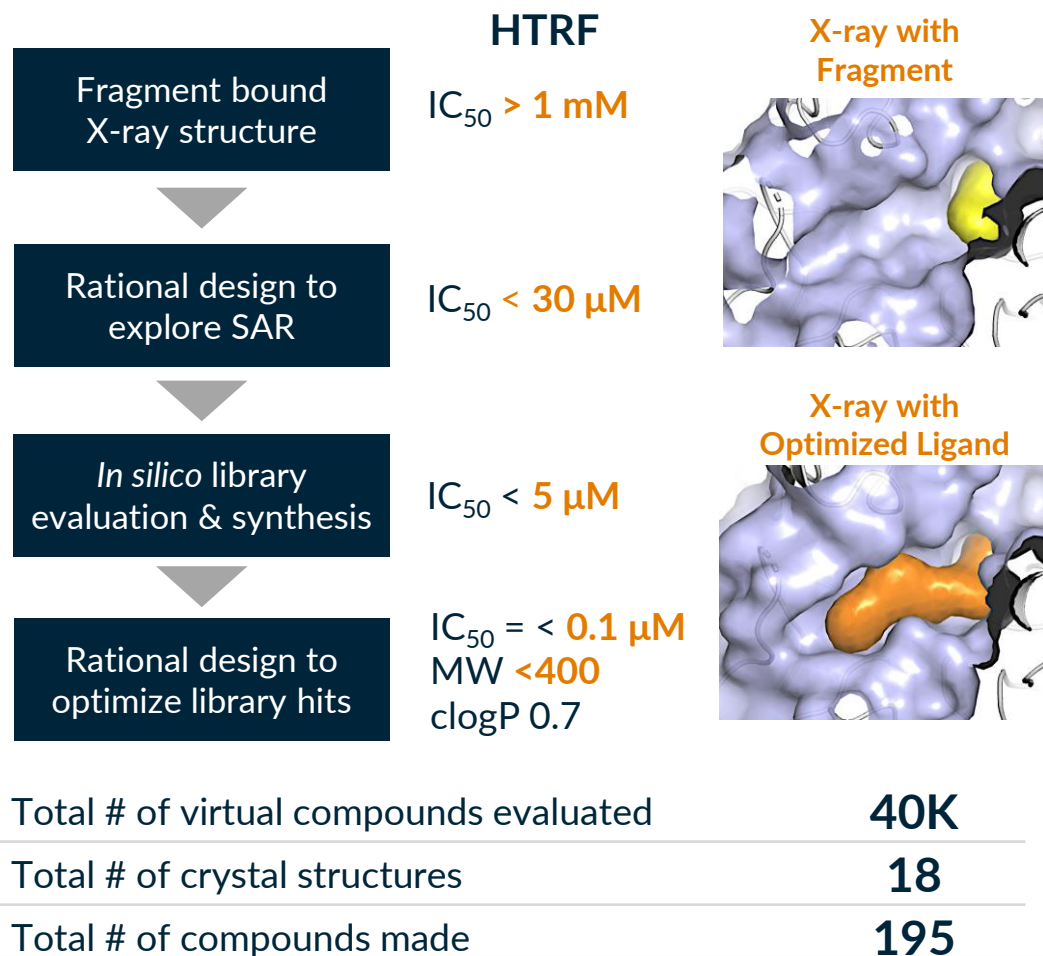 HTRF
Fragment bound
X-ray structure
IC50 > 1 mM
X-ray with
Fragment
Rational design to
explore SAR
IC50 < 30 µM
In silico library
evaluation & synthesis
IC50 < 5 µM
X-ray with
Optimized Ligand
Rational design to
optimize library hits
IC50 = < 0.1 µM
MW <400
clogP 0.7
Total # of virtual compounds evaluated 40K
Total # of crystal structures 18
Total # of compounds made 195